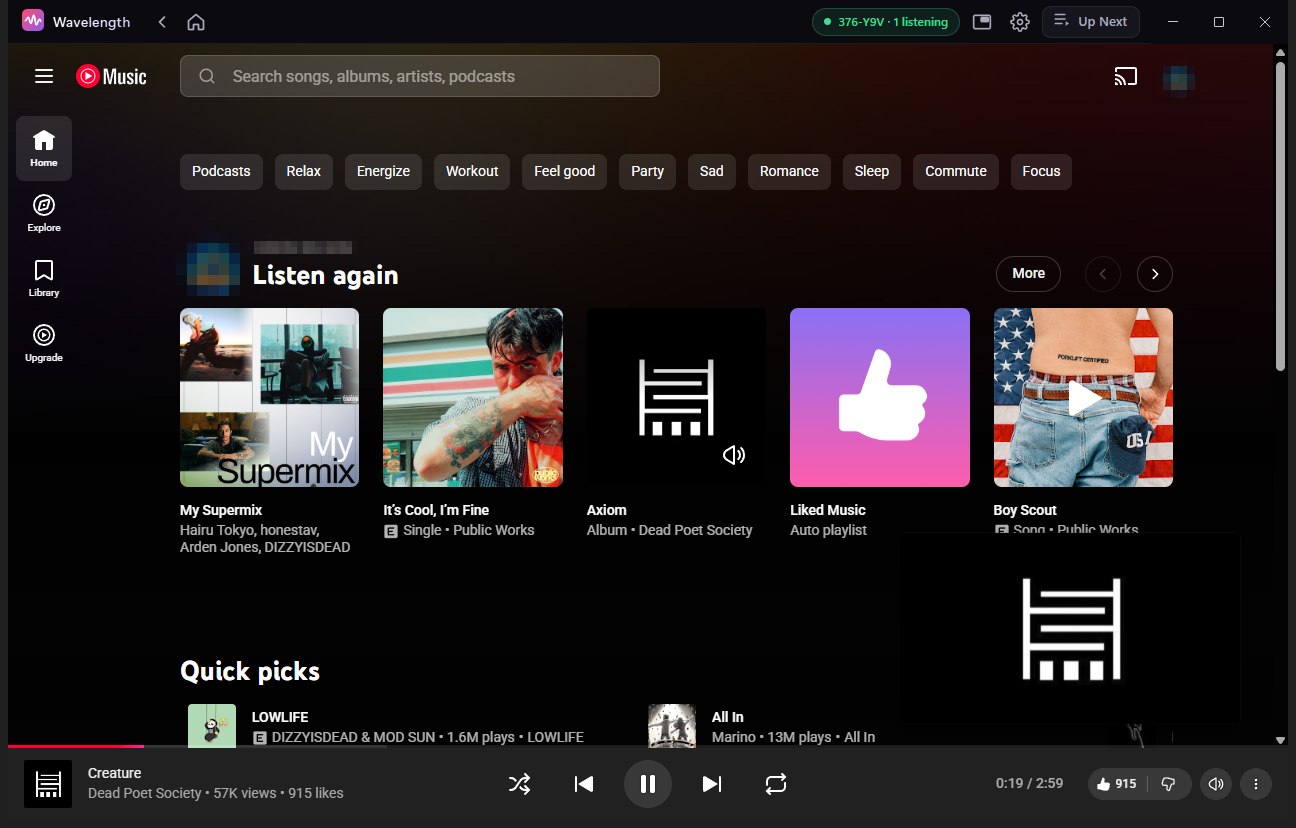 Wavelength
376-Y9V · 1 listening
Up Next
Music
Search songs, albums, artists, podcasts
Home
Explore
Library
Upgrade
Podcasts
Relax
Energize
Workout
Feel good
Party
Sad
Romance
Sleep
Commute
Focus
Listen again
More
My
Supermix
FORKLIFT CERTIFIED
My Supermix
Hairu Tokyo, honestav,
Arden Jones, DIZZYISDEAD
It's Cool, I'm Fine
E Single • Public Works
Axiom
Album • Dead Poet Society
Liked Music
Auto playlist
Boy Scout
E Song • Public Works
Quick picks
LOWLIFE
E DIZZYISDEAD & MOD SUN • 1.6M plays • LOWLIFE
All In
Marino • 13M plays • All In
Creature
Dead Poet Society • 57K views • 915 likes
0:19 / 2:59
915